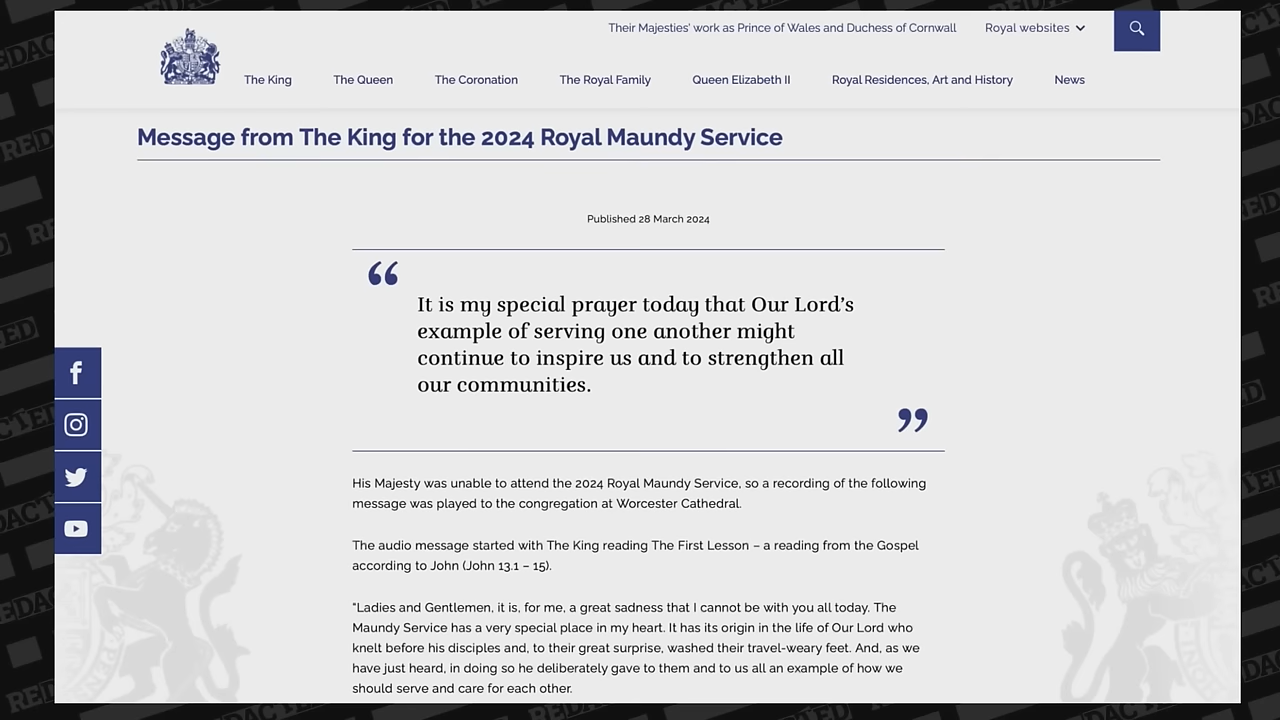 Their Majesties' work as Prince of Wales and Duchess of Cornwall
Royal websites
The King
The Queen
The Coronation
The Royal Family
Queen Elizabeth II
Royal Residences, Art and History
News
Message from The King for the 2024 Royal Maundy Service
Published 28 March 2024
“
It is my special prayer today that Our Lord’s
example of serving one another might
continue to inspire us and to strengthen all
our communities.
”
His Majesty was unable to attend the 2024 Royal Maundy Service, so a recording of the following
message was played to the congregation at Worcester Cathedral.
The audio message started with The King reading The First Lesson – a reading from the Gospel
according to John (John 13.1 – 15).
“Ladies and Gentlemen, it is, for me, a great sadness that I cannot be with you all today. The
Maundy Service has a very special place in my heart. It has its origin in the life of Our Lord who
knelt before his disciples and, to their great surprise, washed their travel-weary feet. And, as we
have just heard, in doing so he deliberately gave to them and to us all an example of how we
should serve and care for each other.